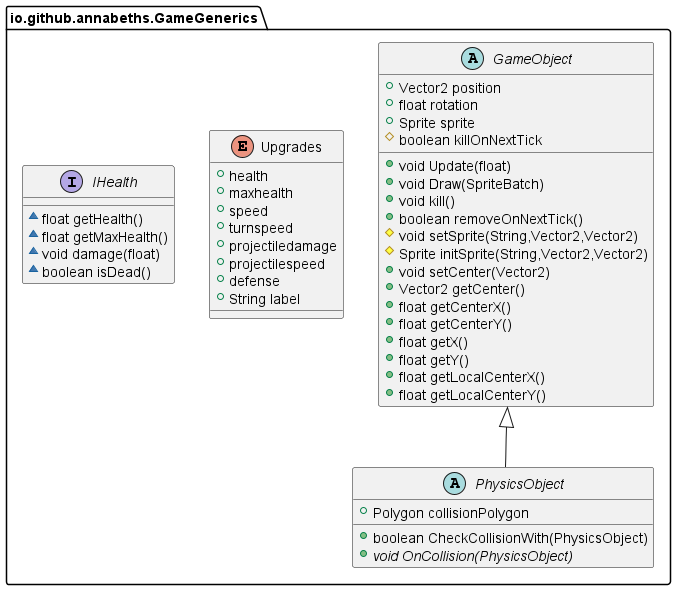 io.github.annabeths.GameGenerics
I IHealth
float getHealth()
float getMaxHealth()
void damage(float)
boolean isDead()
E Upgrades
health
maxhealth
speed
turnspeed
projectiledamage
projectilespeed
defense
String label
A GameObject
Vector2 position
float rotation
Sprite sprite
boolean killOnNextTick
void Update(float)
void Draw(SpriteBatch)
void kill()
boolean removeOnNextTick()
void setSprite(String,Vector2,Vector2)
Sprite initSprite(String,Vector2,Vector2)
void setCenter(Vector2)
Vector2 getCenter()
float getCenterX()
float getCenterY()
float getX()
float getY()
float getLocalCenterX()
float getLocalCenterY()
A PhysicsObject
Polygon collisionPolygon
boolean CheckCollisionWith(PhysicsObject)
void OnCollision(PhysicsObject)